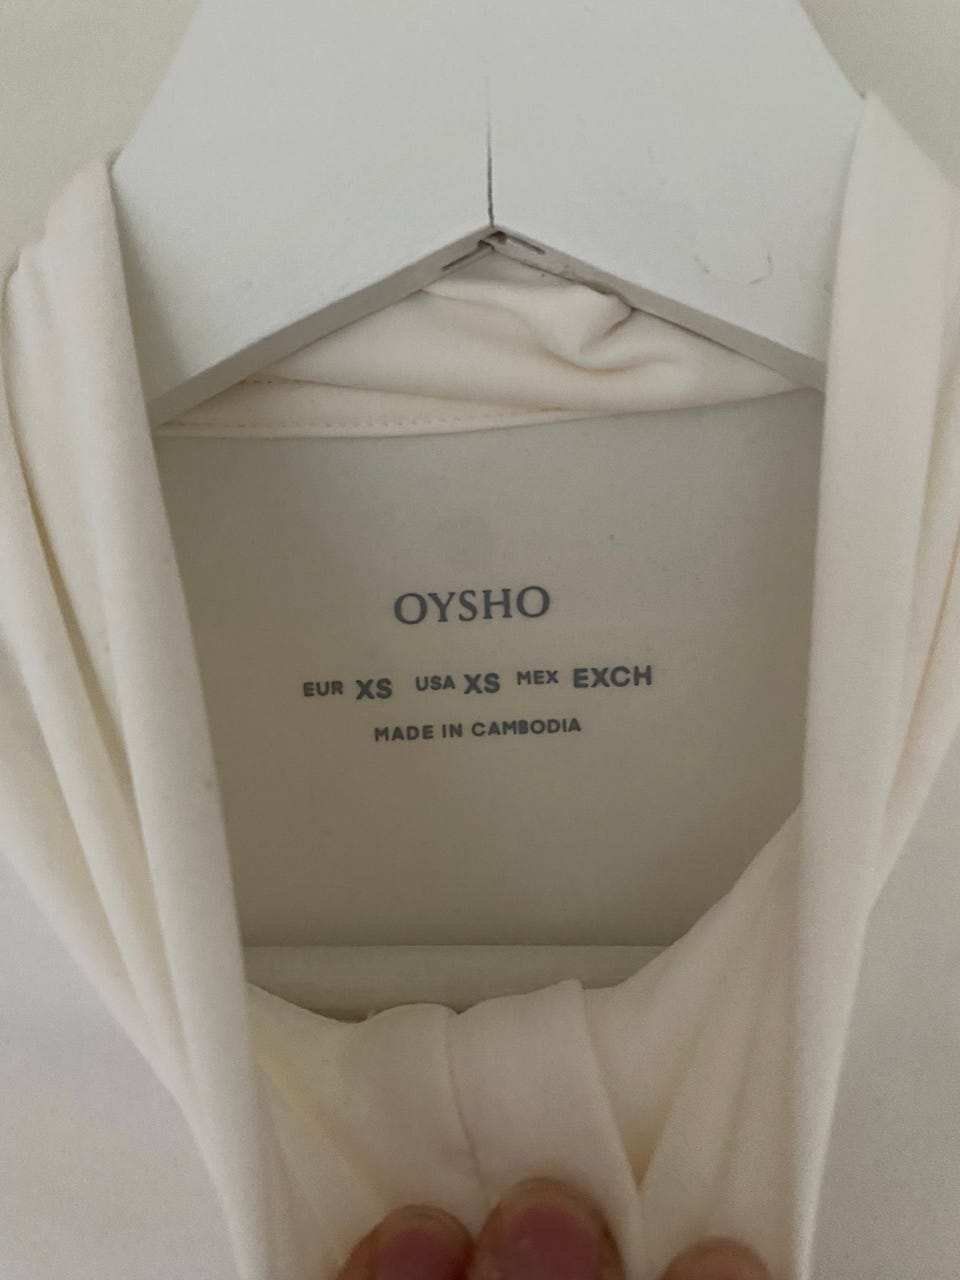 OYSHO
EUR XS USA XS MEX EXCH
MADE IN CAMBODIA